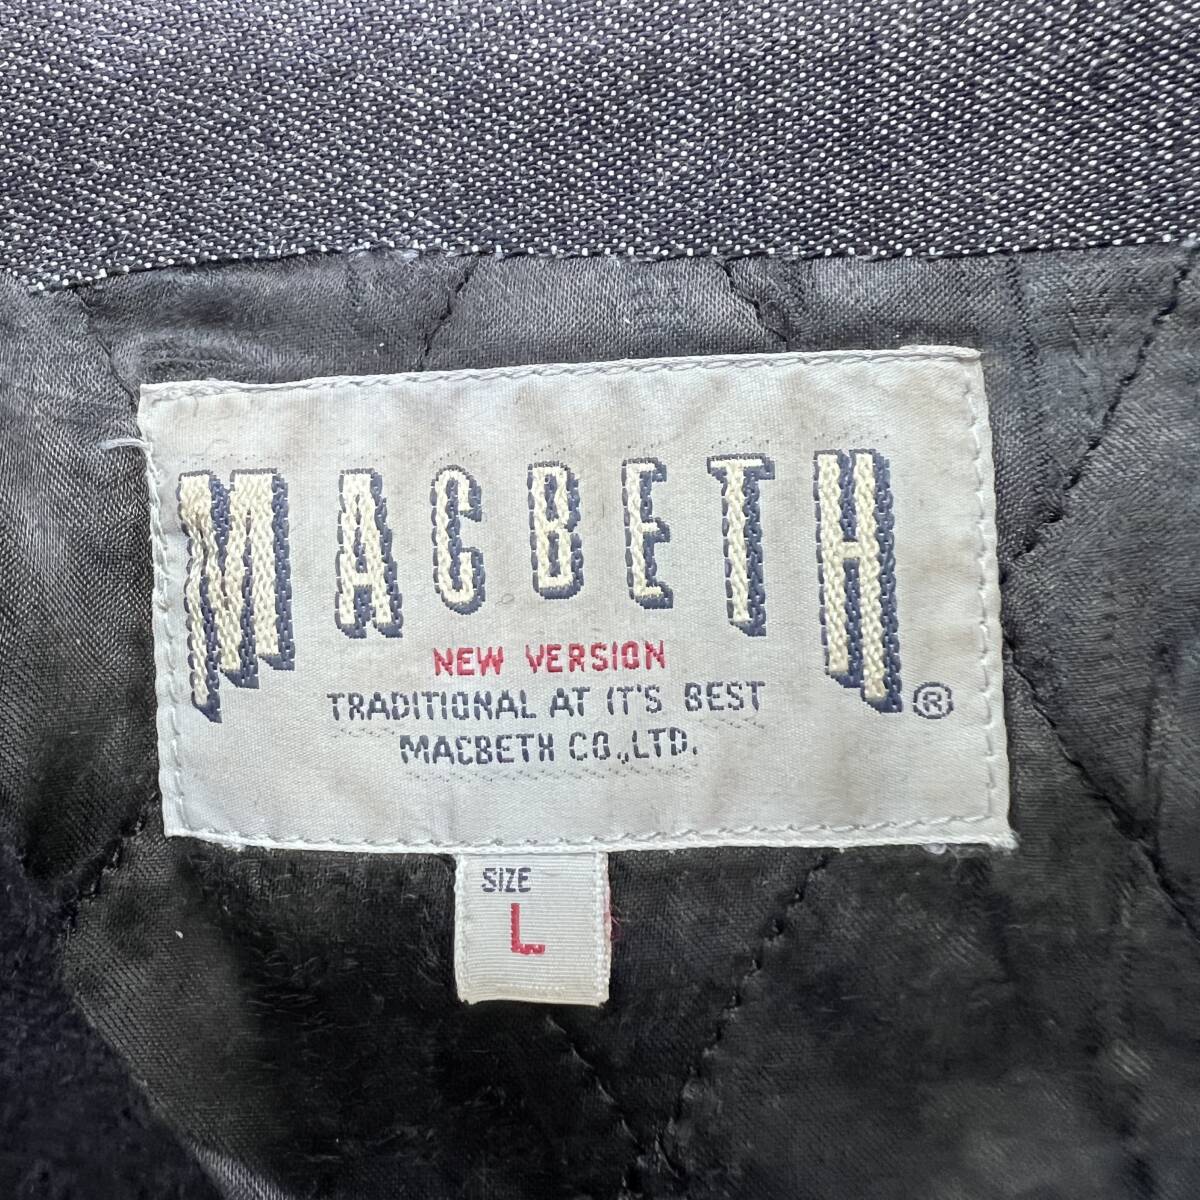 MACBETH
NEW VERSION
TRADITIONAL AT IT'S BEST ®
MACBETH CO.,LTD.
SIZE
L